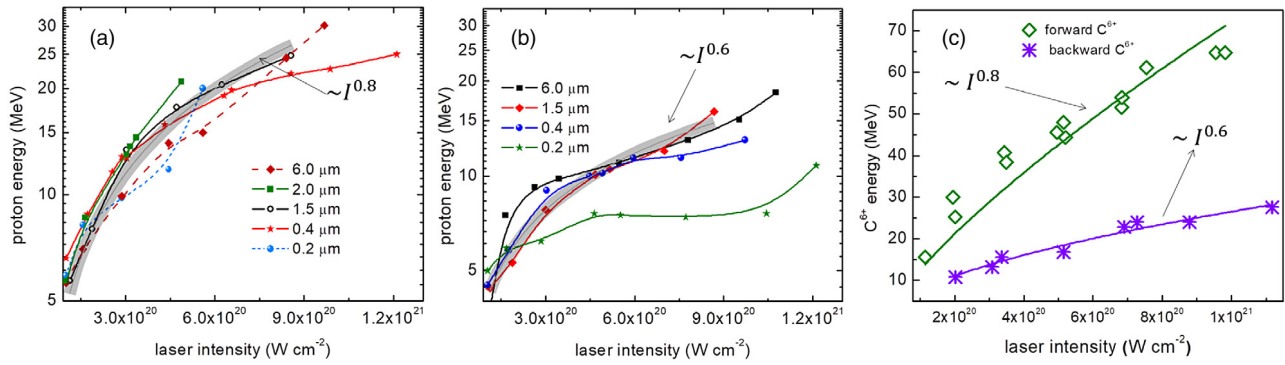 (a)
~I^0.8
6.0 μm
2.0 μm
1.5 μm
0.4 μm
0.2 μm
proton energy (MeV)
30
25
20
15
10
5
3.0x10^20
6.0x10^20
9.0x10^20
1.2x10^21
laser intensity (W cm^-2)
(b)
~I^0.6
6.0 μm
1.5 μm
0.4 μm
0.2 μm
proton energy (MeV)
30
25
20
15
10
5
3.0x10^20
6.0x10^20
9.0x10^20
1.2x10^21
laser intensity (W cm^-2)
(c)
forward C^6+
backward C^6+
~ I^0.8
~ I^0.6
C^6+ energy (MeV)
70
60
50
40
30
20
10
2x10^20
4x10^20
6x10^20
8x10^20
1x10^21
laser intensity (W cm^-2)